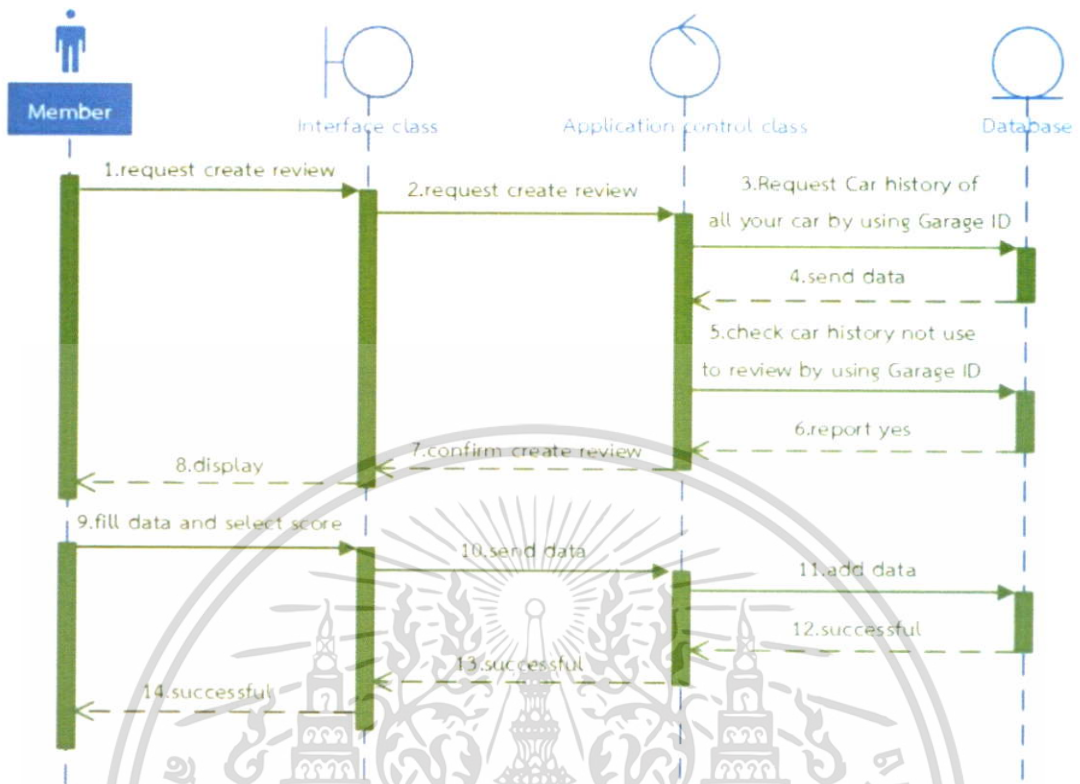 Member
Interface class
Application control class
Database
1.request create review
2.request create review
3.Request Car history of
all your car by using Garage ID
4.send data
5.check car history not use
to review by using Garage ID
6.report yes
7.confirm create review
8.display
9.fill data and select score
10.send data
11.add data
12.successful
13.successful
14.successful